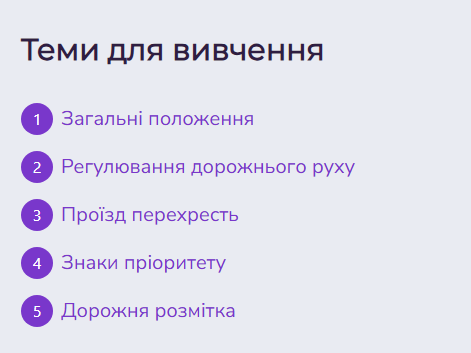 Теми для вивчення
1 Загальні положення
2 Регулювання дорожнього руху
3 Проїзд перехресть
4 Знаки пріоритету
5 Дорожня розмітка